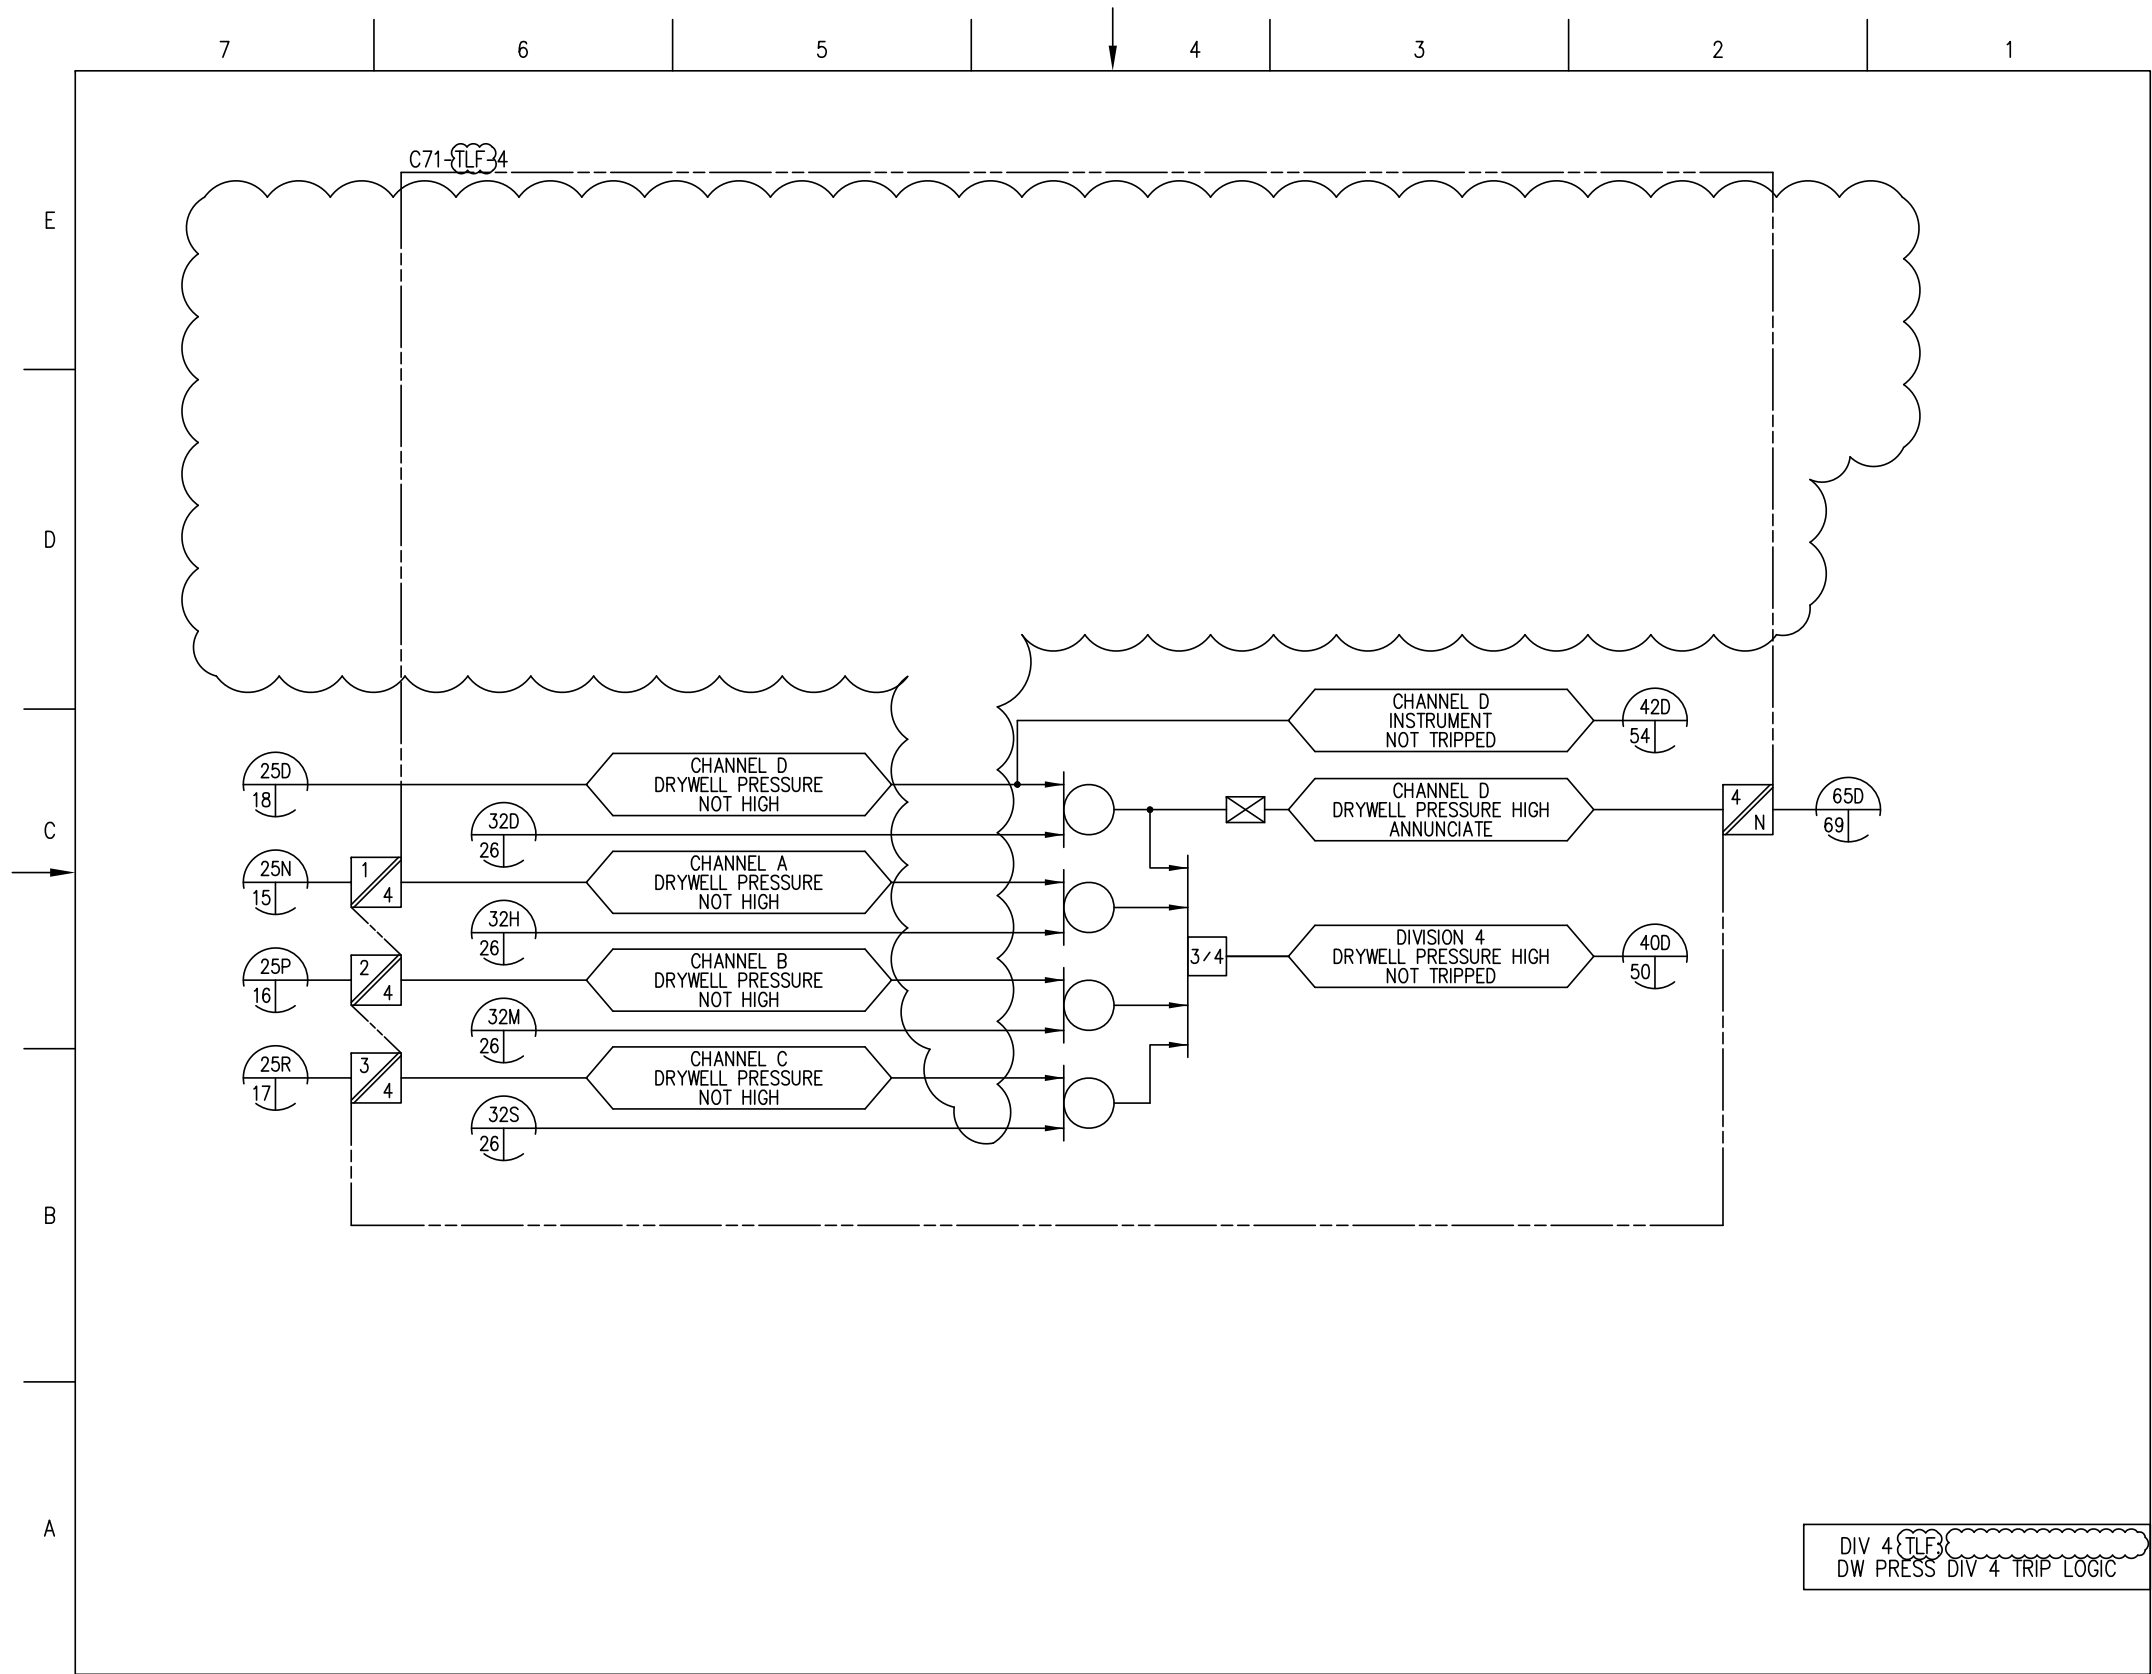 7 6 5 4 3 2 1
C71-TLF-4
E
D
C
B
A
CHANNEL D
INSTRUMENT
NOT TRIPPED
42D
54
25D
18
CHANNEL D
DRYWELL PRESSURE
NOT HIGH
32D
26
CHANNEL D
DRYWELL PRESSURE HIGH
ANNUNCIATE
4
N
65D
69
25N
15
1
4
CHANNEL A
DRYWELL PRESSURE
NOT HIGH
32H
26
25P
16
2
4
CHANNEL B
DRYWELL PRESSURE
NOT HIGH
32M
26
3/4
DIVISION 4
DRYWELL PRESSURE HIGH
NOT TRIPPED
40D
50
25R
17
3
4
CHANNEL C
DRYWELL PRESSURE
NOT HIGH
32S
26
DIV 4 TLF:
DW PRESS DIV 4 TRIP LOGIC